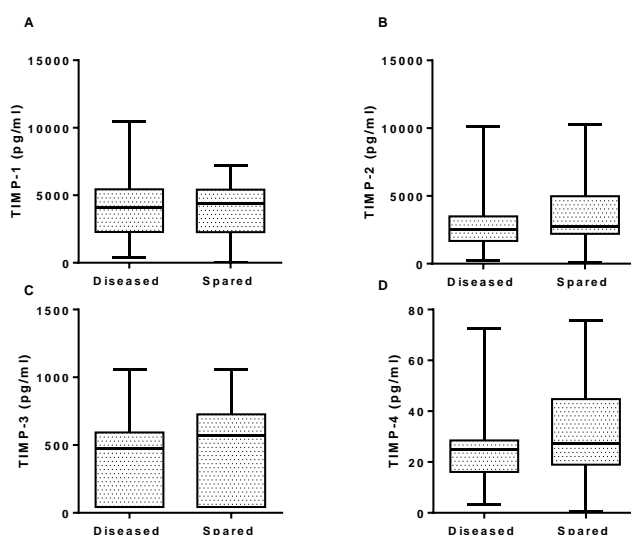 A
TIMP-1 (pg/ml)
15000
10000
5000
0
Diseased Spared
B
TIMP-2 (pg/ml)
15000
10000
5000
0
Diseased Spared
C
TIMP-3 (pg/ml)
1500
1000
500
0
Diseased Spared
D
TIMP-4 (pg/ml)
80
60
40
20
0
Diseased Spared